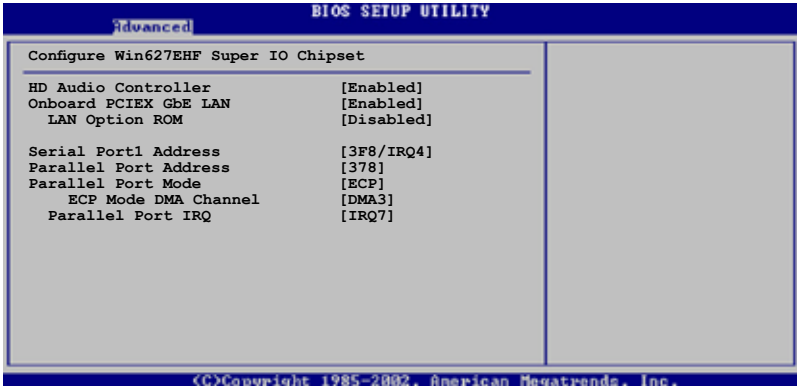 BIOS SETUP UTILITY
Advanced
Configure Win627EHF Super IO Chipset
HD Audio Controller [Enabled]
Onboard PCIEX GbE LAN [Enabled]
LAN Option ROM [Disabled]
Serial Port1 Address [3F8/IRQ4]
Parallel Port Address [378]
Parallel Port Mode [ECP]
ECP Mode DMA Channel [DMA3]
Parallel Port IRQ [IRQ7]
(C)Copyright 1985-2002, American Megatrends, Inc.